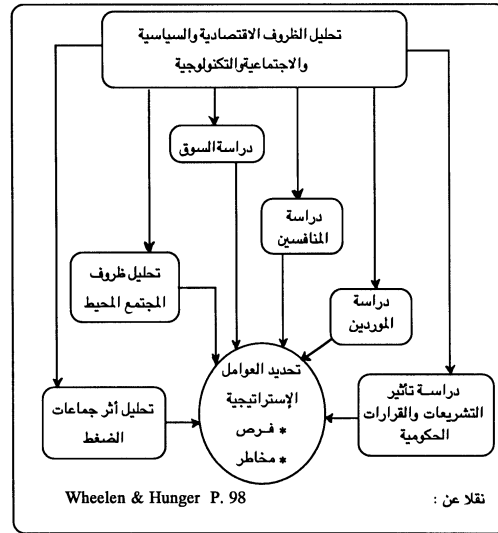 تحليل الظروف الاقتصادية والسياسية
والاجتماعية والتكنولوجية
دراسة السوق
دراسة
المنافسين
تحليل ظروف
المجتمع المحيط
دراسة
الموردين
تحديد العوامل
الإستراتيجية
* فرص
* مخاطر
دراسة تأثير
التشريعات والقرارات
الحكومية
تحليل أثر جماعات
الضغط
نقلا عن : Wheelen & Hunger P. 98